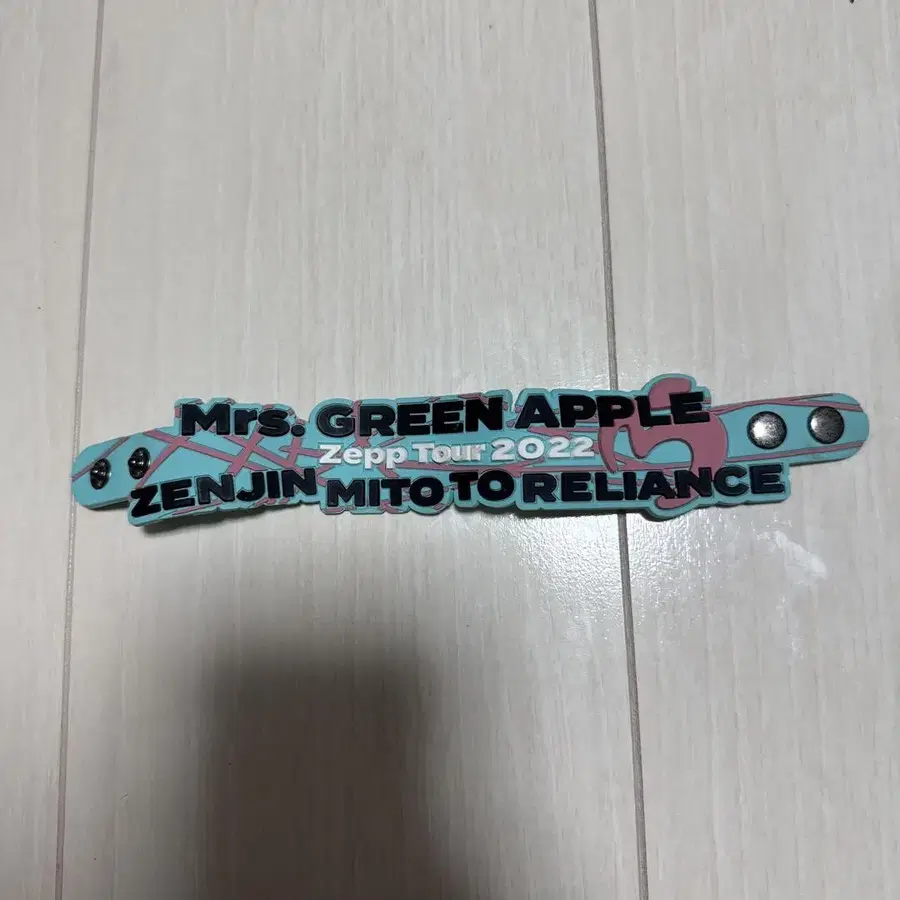 Mrs. GREEN APPLE
Zepp Tour 2022
ZENJIN MITO TO RELIANCE